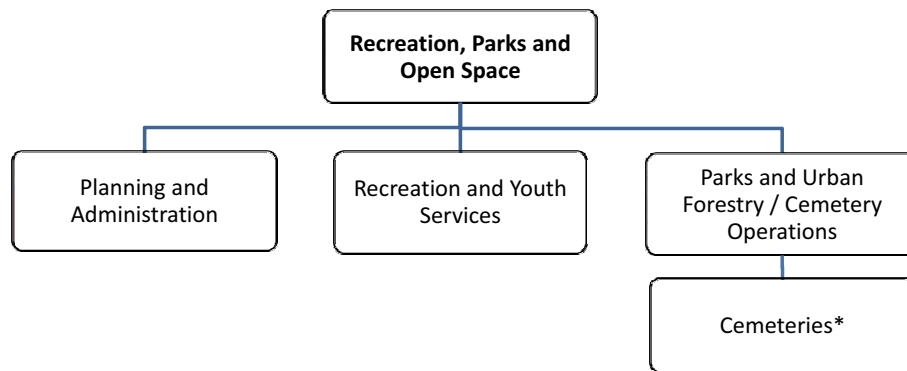 Recreation, Parks and
Open Space
Planning and
Administration
Recreation and Youth
Services
Parks and Urban
Forestry / Cemetery
Operations
Cemeteries*